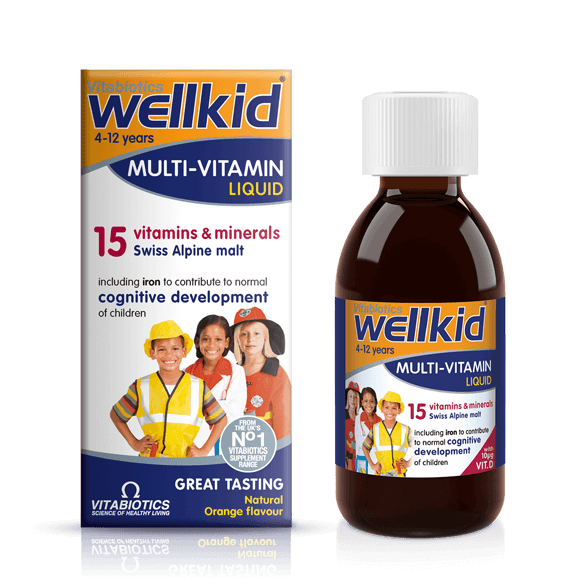 Vitabiotics
wellkid®
4-12 years
MULTI-VITAMIN
LIQUID
15 vitamins & minerals
Swiss Alpine malt
including iron to contribute to normal
cognitive development
of children
FROM
THE UK'S
Nº1
VITABIOTICS
SUPPLEMENT
RANGE
GREAT TASTING
Natural
Orange flavour
VITABIOTICS
SCIENCE OF HEALTHY LIVING
Vitabiotics
wellkid®
4-12 years
MULTI-VITAMIN
LIQUID
15 vitamins & minerals
Swiss Alpine malt
including iron to contribute
to normal cognitive
development
of children
with
10µg
VIT.D